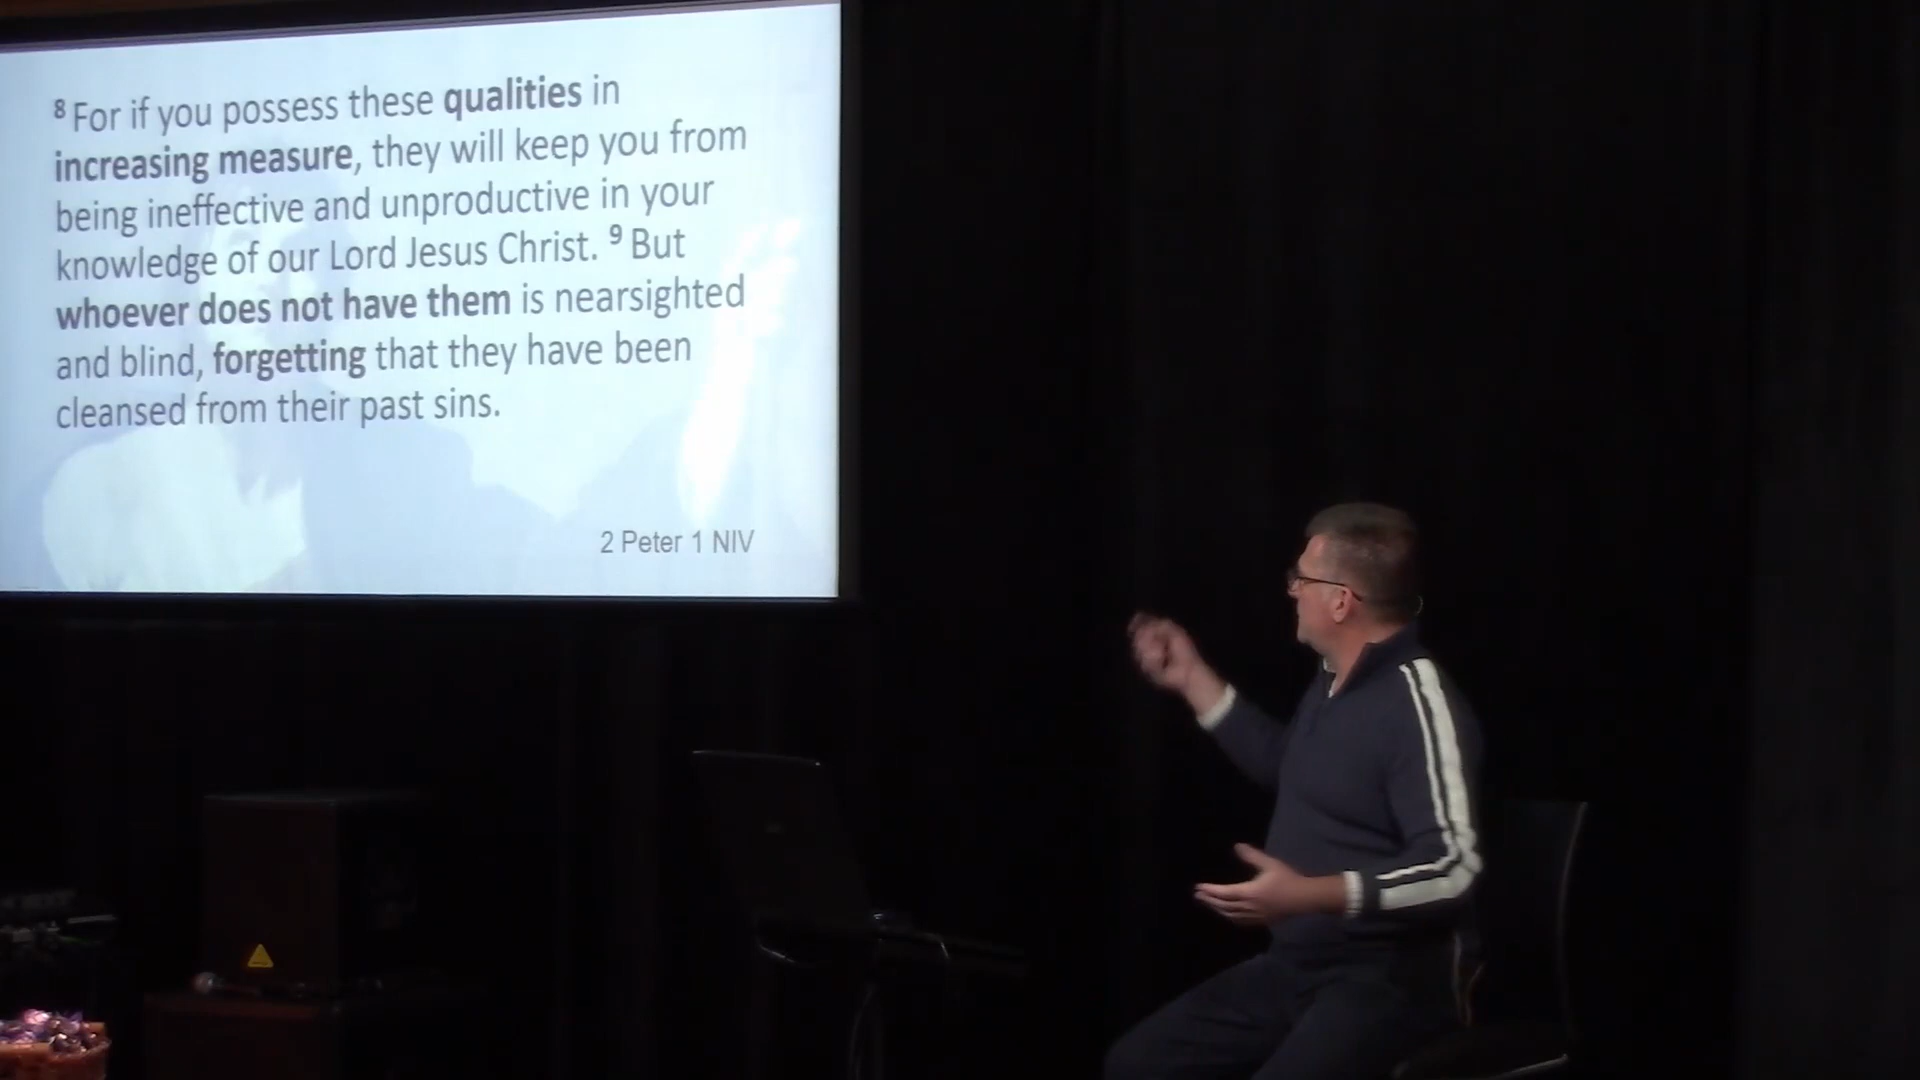 ⁸ For if you possess these qualities in
increasing measure, they will keep you from
being ineffective and unproductive in your
knowledge of our Lord Jesus Christ. ⁹ But
whoever does not have them is nearsighted
and blind, forgetting that they have been
cleansed from their past sins.
2 Peter 1 NIV